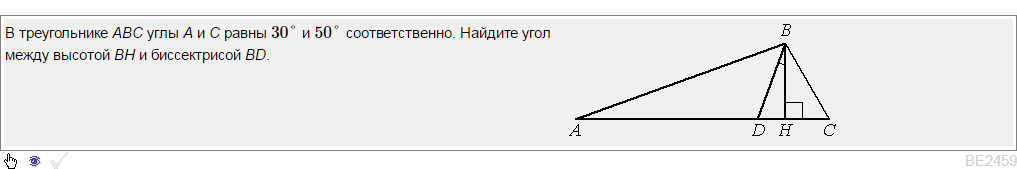 В треугольнике ABC углы A и C равны 30° и 50° соответственно. Найдите угол
между высотой BH и биссектрисой BD.
B
A
D
H
C
BE2459